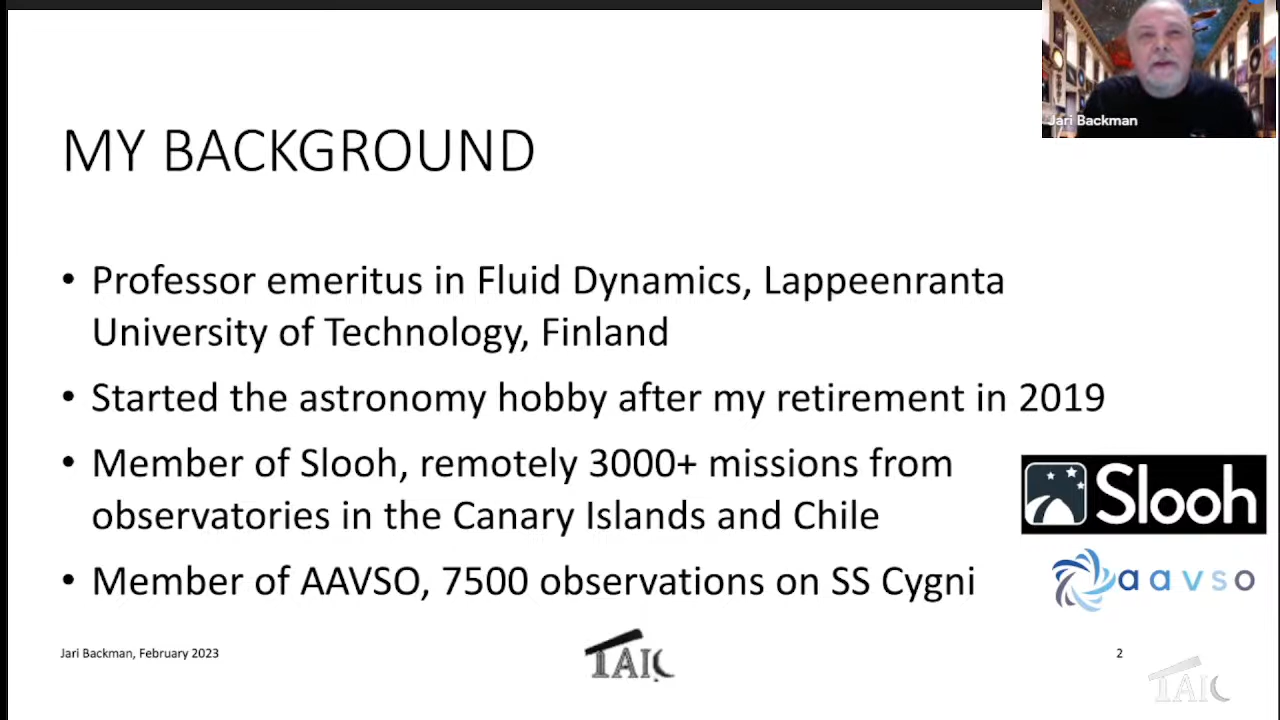 Jari Backman
MY BACKGROUND
• Professor emeritus in Fluid Dynamics, Lappeenranta
University of Technology, Finland
• Started the astronomy hobby after my retirement in 2019
• Member of Slooh, remotely 3000+ missions from
observatories in the Canary Islands and Chile
Slooh
• Member of AAVSO, 7500 observations on SS Cygni
aavso
Jari Backman, February 2023
TAIC
2
TAIC